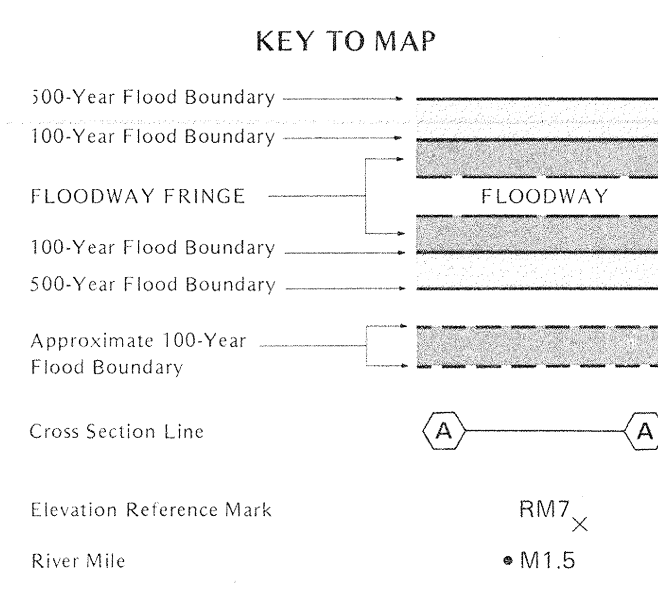 KEY TO MAP
500-Year Flood Boundary
100-Year Flood Boundary
FLOODWAY FRINGE
FLOODWAY
100-Year Flood Boundary
500-Year Flood Boundary
Approximate 100-Year
Flood Boundary
Cross Section Line
A A
Elevation Reference Mark
RM7
River Mile
M1.5